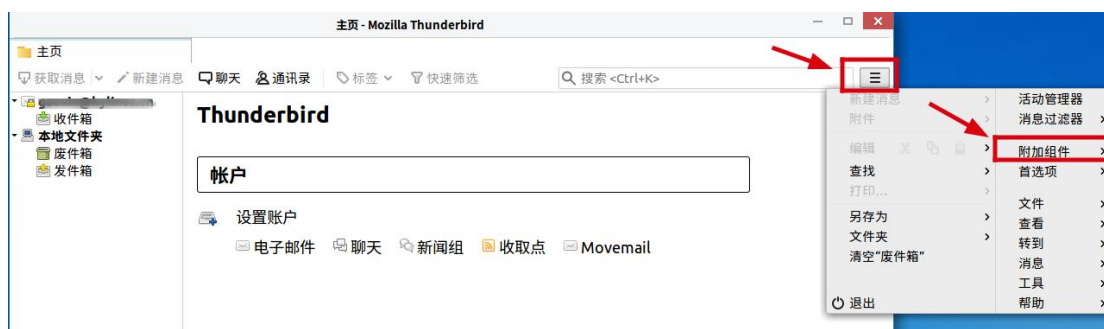 主页 - Mozilla Thunderbird
主页
获取消息 新建消息 聊天 通讯录 标签 快速筛选 搜索 <Ctrl+K>
收件箱
本地文件夹
废件箱
发件箱
Thunderbird
帐户
设置账户
电子邮件 聊天 新闻组 收取点 Movemail
新建消息
附件
编辑
查找
打印...
另存为
文件夹
清空"废件箱"
退出
活动管理器
消息过滤器
附加组件
首选项
文件
查看
转到
消息
工具
帮助